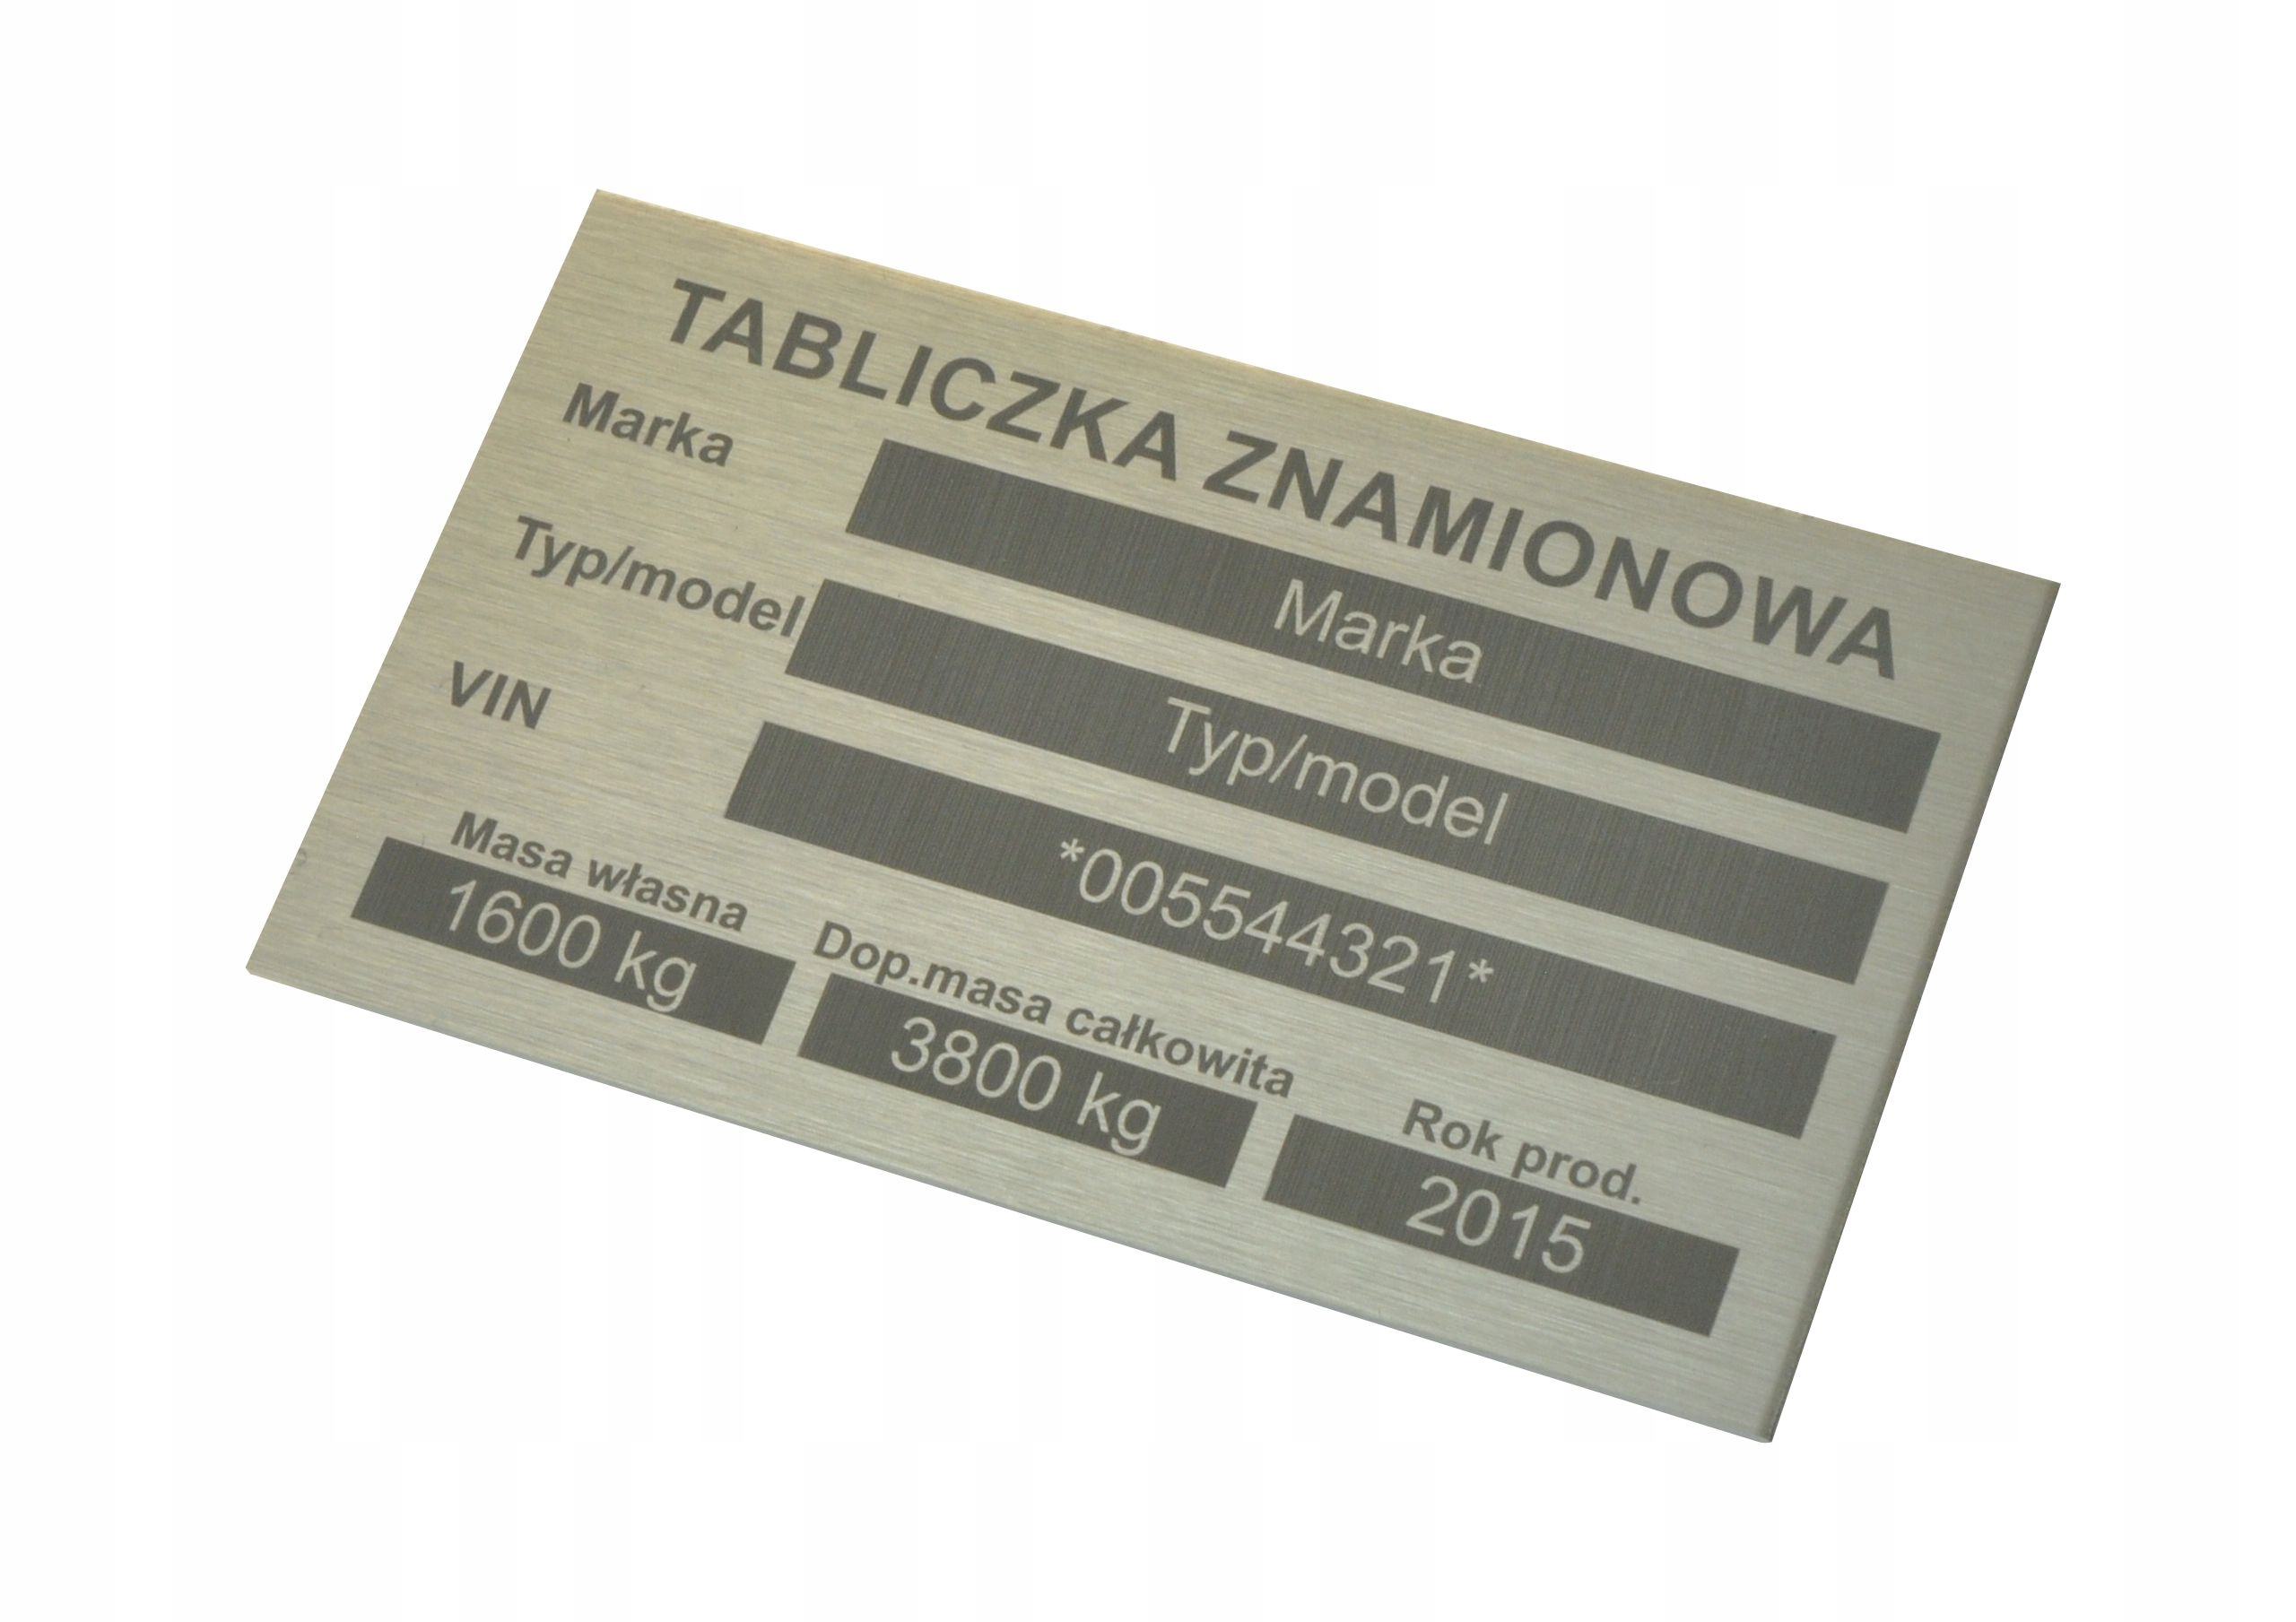 TABLICZKA ZNAMIONOWA
Marka Marka
Typ/model Typ/model
VIN *005544321*
Masa własna Dop.masa całkowita Rok prod.
1600 kg 3800 kg 2015